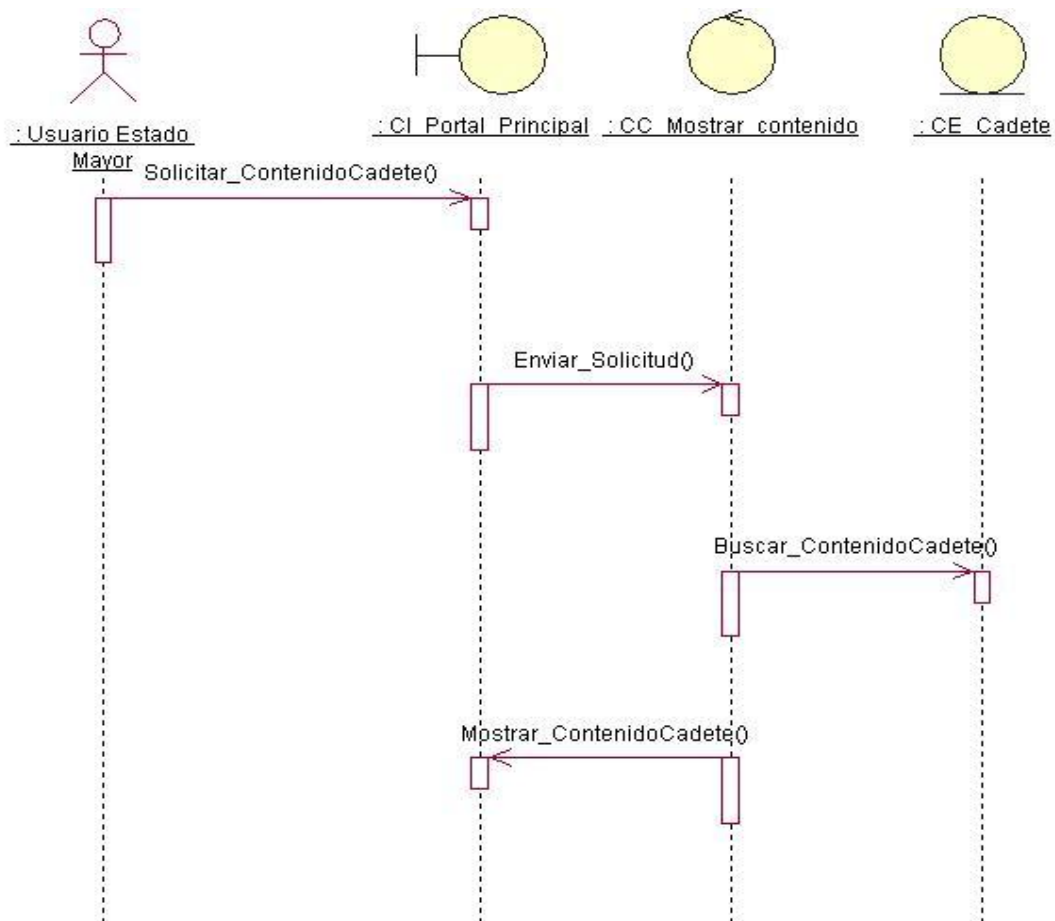 : Usuario Estado
Mayor
: CI_Portal_Principal
: CC_Mostrar_contenido
: CE_Cadete
Solicitar_ContenidoCadete()
Enviar_Solicitud()
Buscar_ContenidoCadete()
Mostrar_ContenidoCadete()